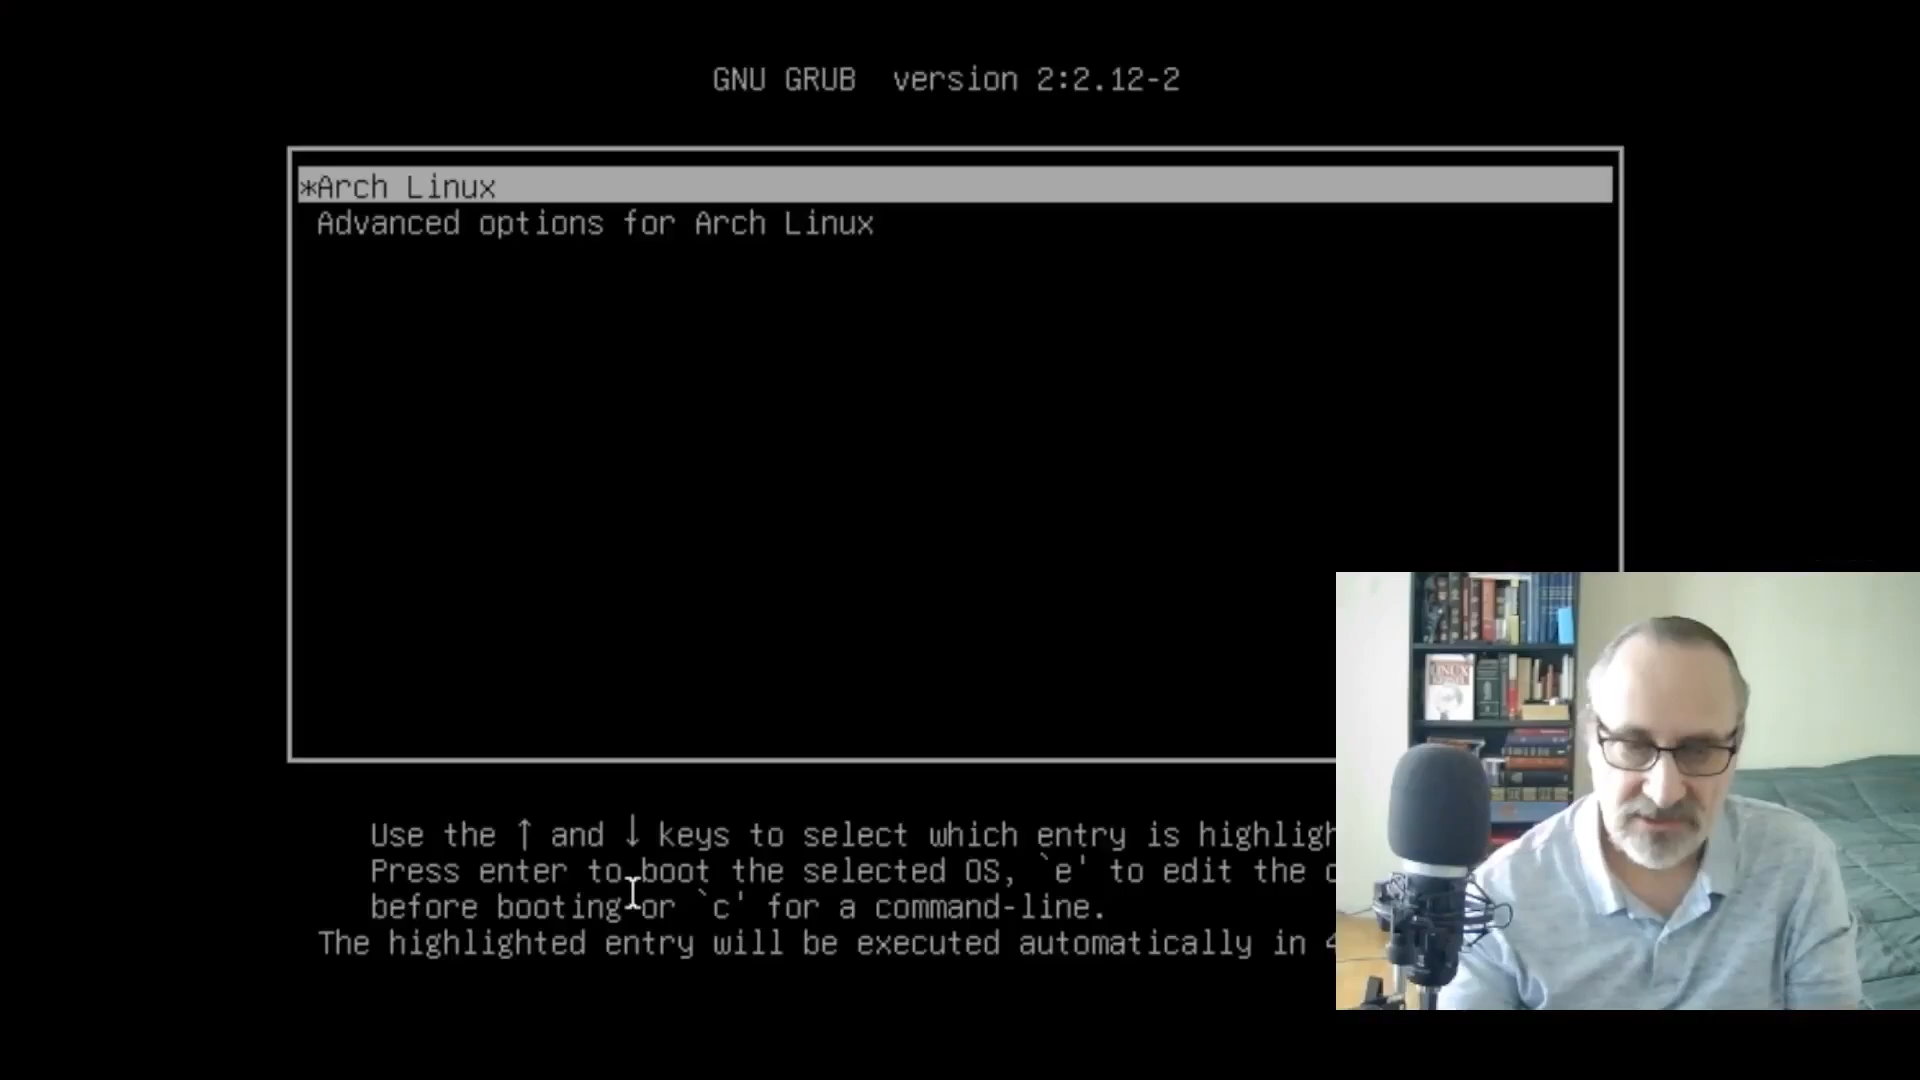 GNU GRUB  version 2:2.12-2
*Arch Linux
Advanced options for Arch Linux
Use the ↑ and ↓ keys to select which entry is
Press enter to boot the selected OS, `e' to edit the
before booting or `c' for a command-line.
The highlighted entry will be executed automatically in
LINUX